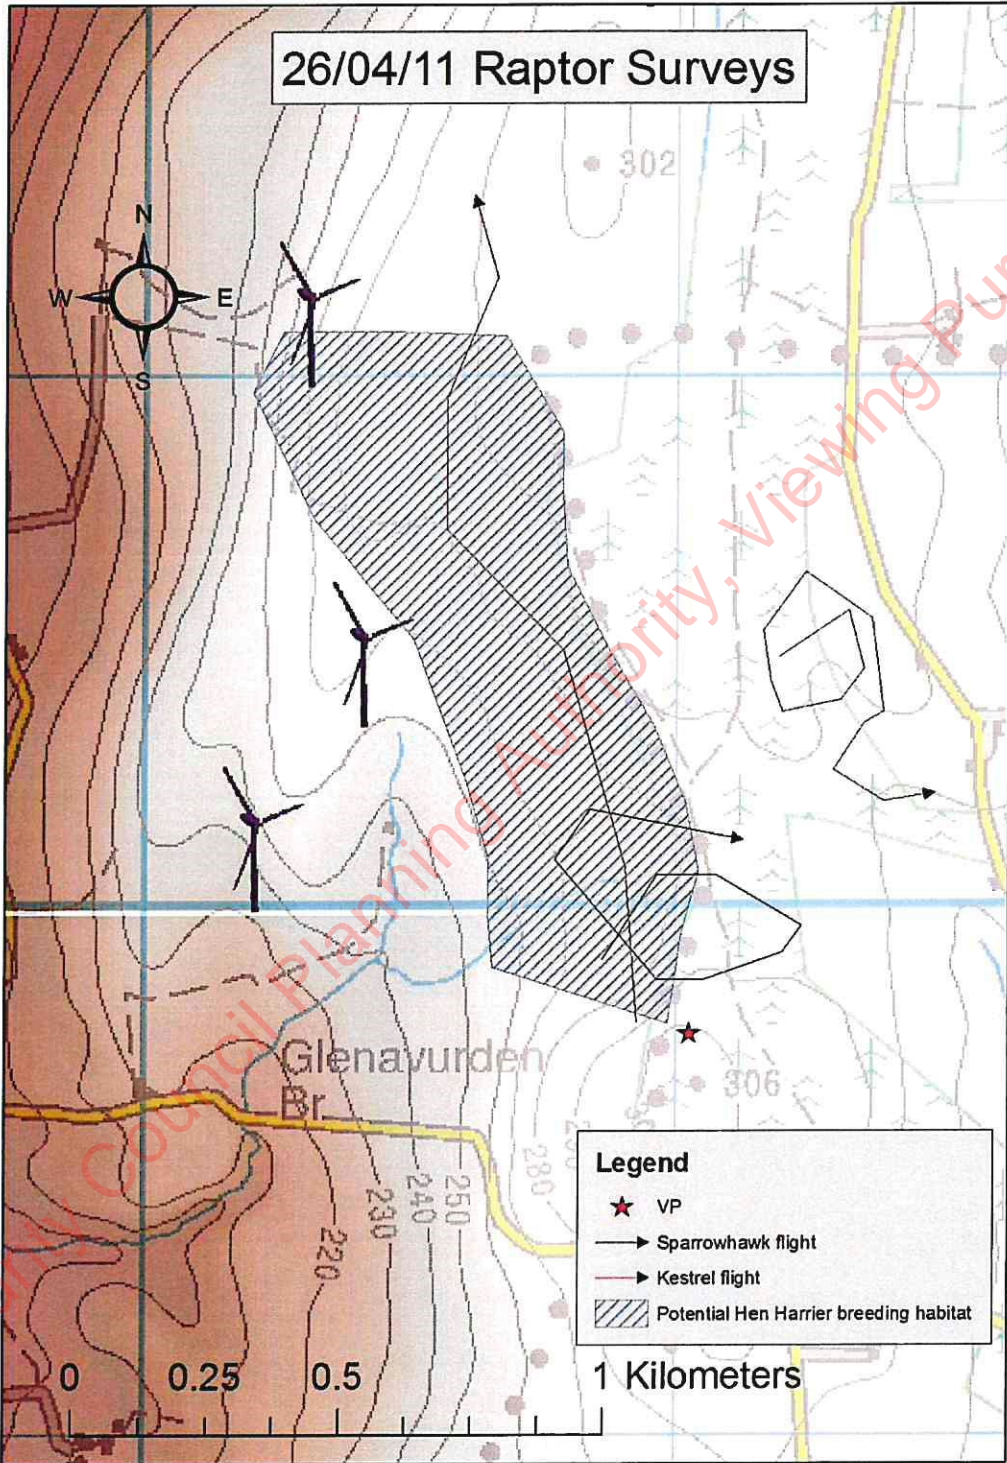 26/04/11 Raptor Surveys
302
N
W E
S
Glenavurden
Br
306
280
250
240
230
220
Legend
VP
Sparrowhawk flight
Kestrel flight
Potential Hen Harrier breeding habitat
0 0.25 0.5 1 Kilometers
Council Planning Authority, Viewing Pur